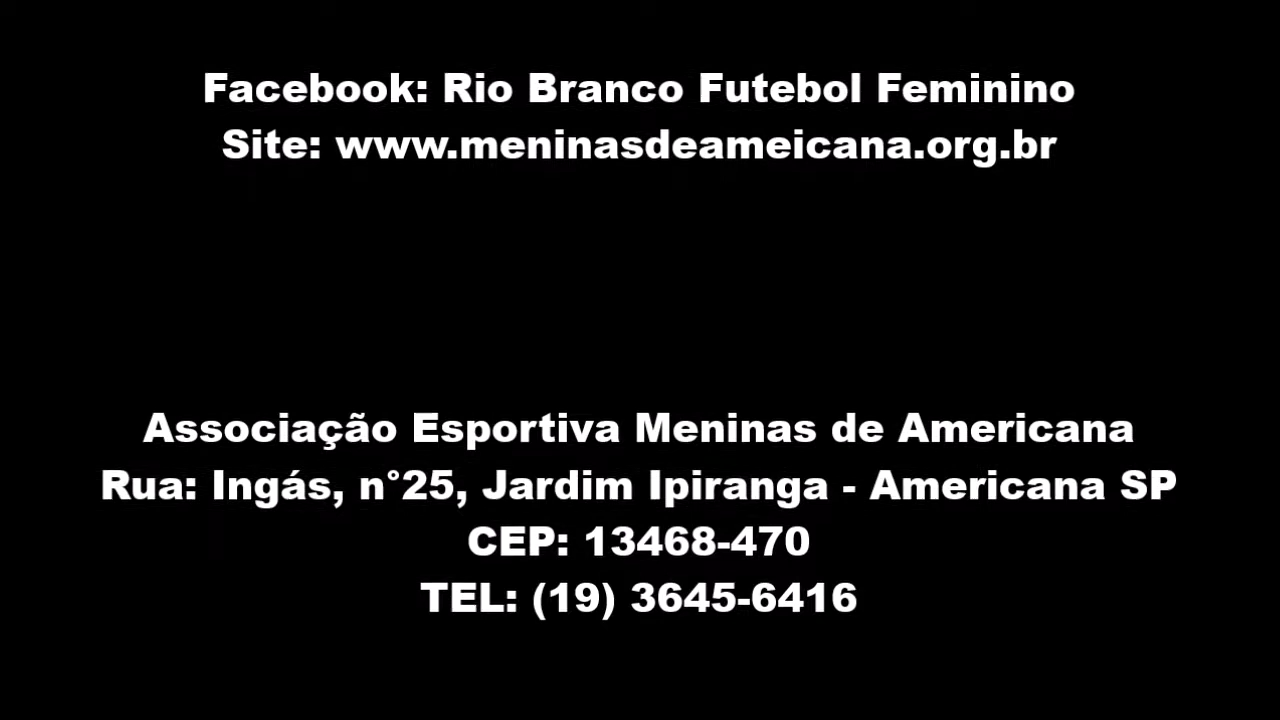 Facebook: Rio Branco Futebol Feminino
Site: www.meninasdeameicana.org.br
Associação Esportiva Meninas de Americana
Rua: Ingás, n°25, Jardim Ipiranga - Americana SP
CEP: 13468-470
TEL: (19) 3645-6416